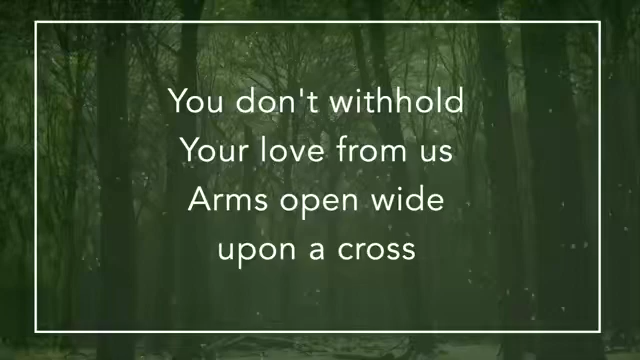 You don't withhold
Your love from us
Arms open wide
upon a cross